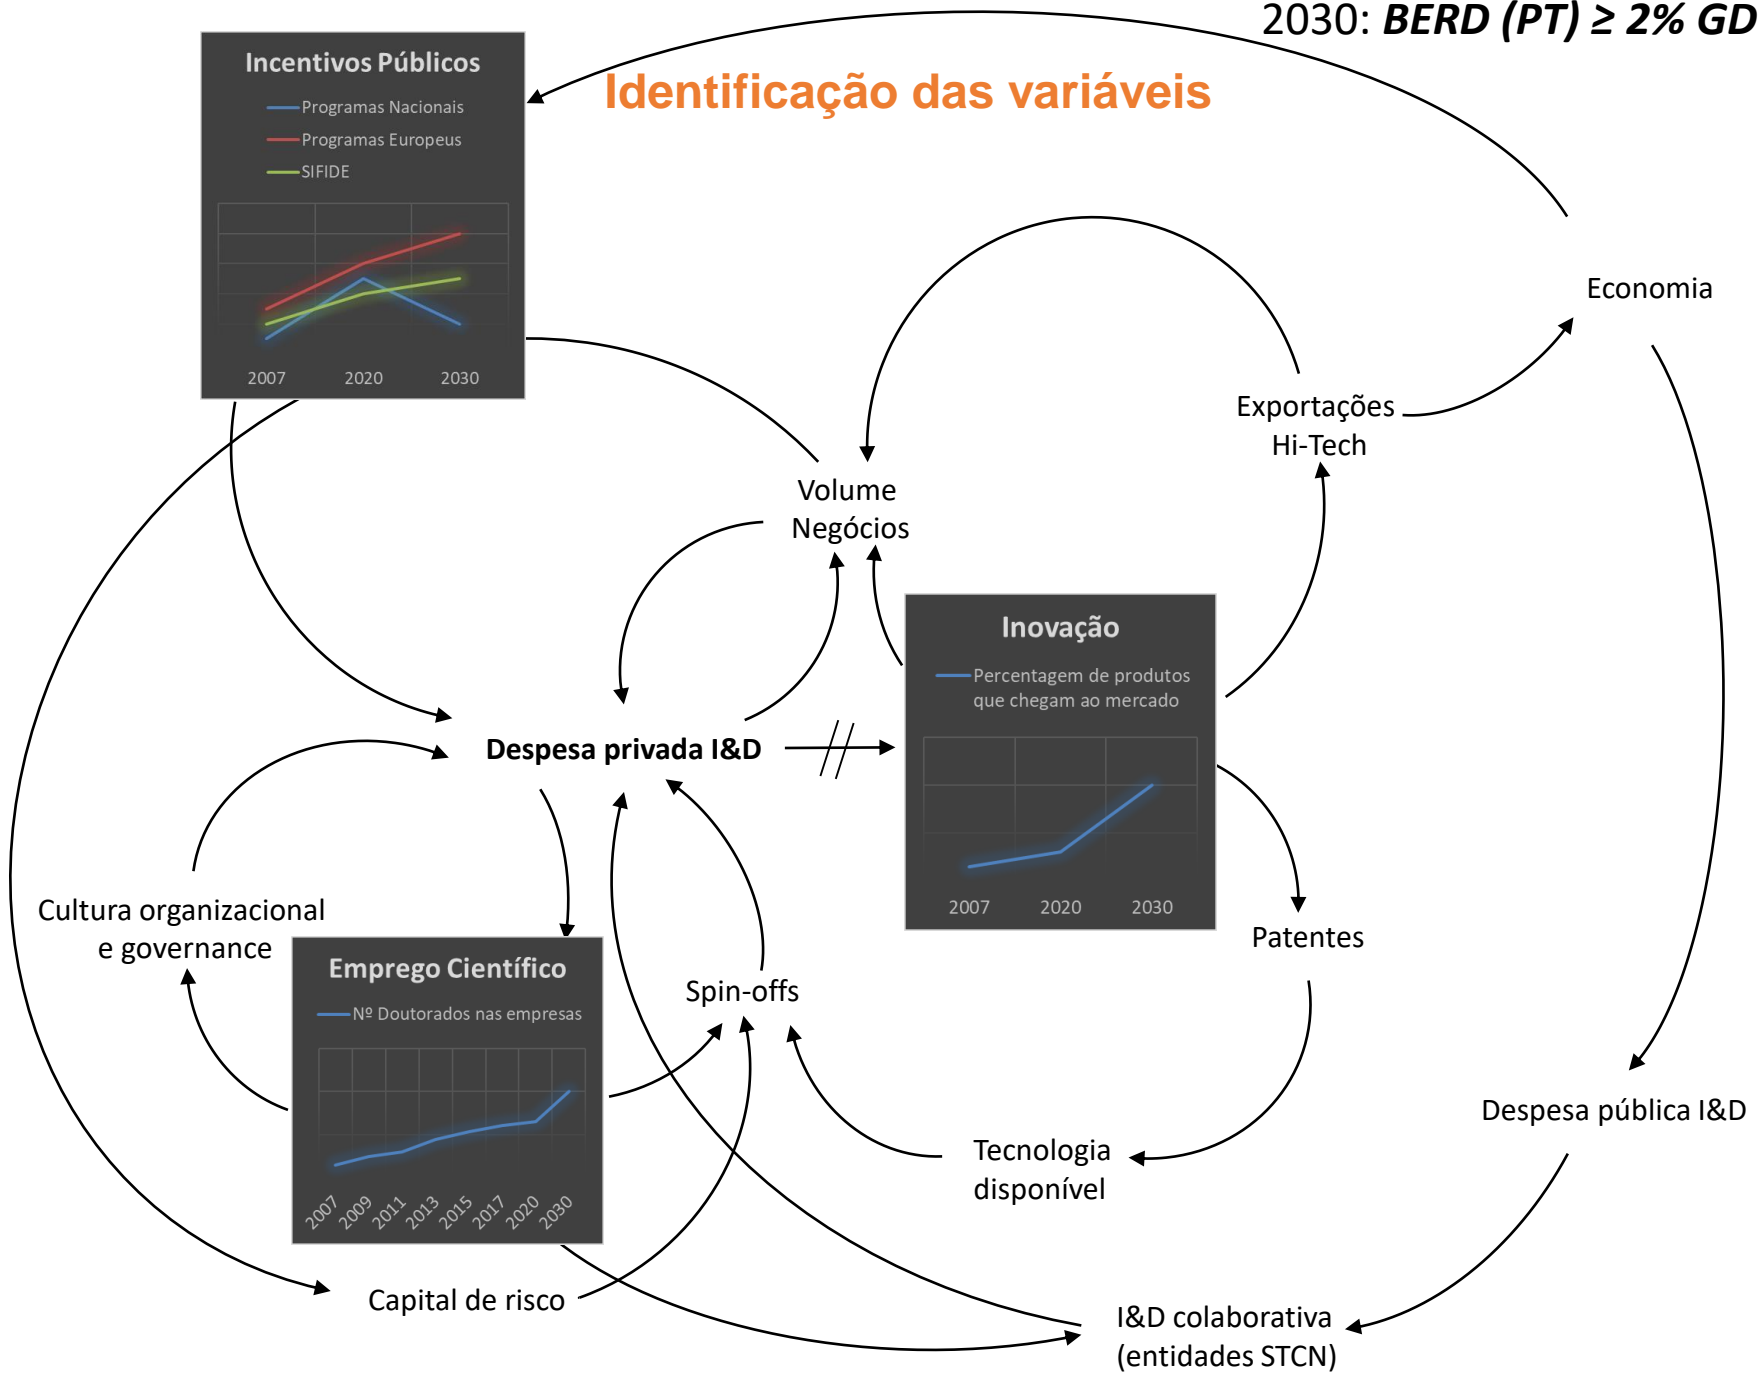 2030: BERD (PT) ≥ 2% GD
Identificação das variáveis
Incentivos Públicos
Programas Nacionais
Programas Europeus
SIFIDE
2007 2020 2030
Economia
Exportações
Hi-Tech
Volume
Negócios
Inovação
Percentagem de produtos
que chegam ao mercado
2007 2020 2030
Despesa privada I&D
Cultura organizacional
e governance
Patentes
Emprego Científico
Nº Doutorados nas empresas
2007 2009 2011 2013 2015 2017 2020 2030
Spin-offs
Tecnologia
disponível
Despesa pública I&D
Capital de risco
I&D colaborativa
(entidades STCN)